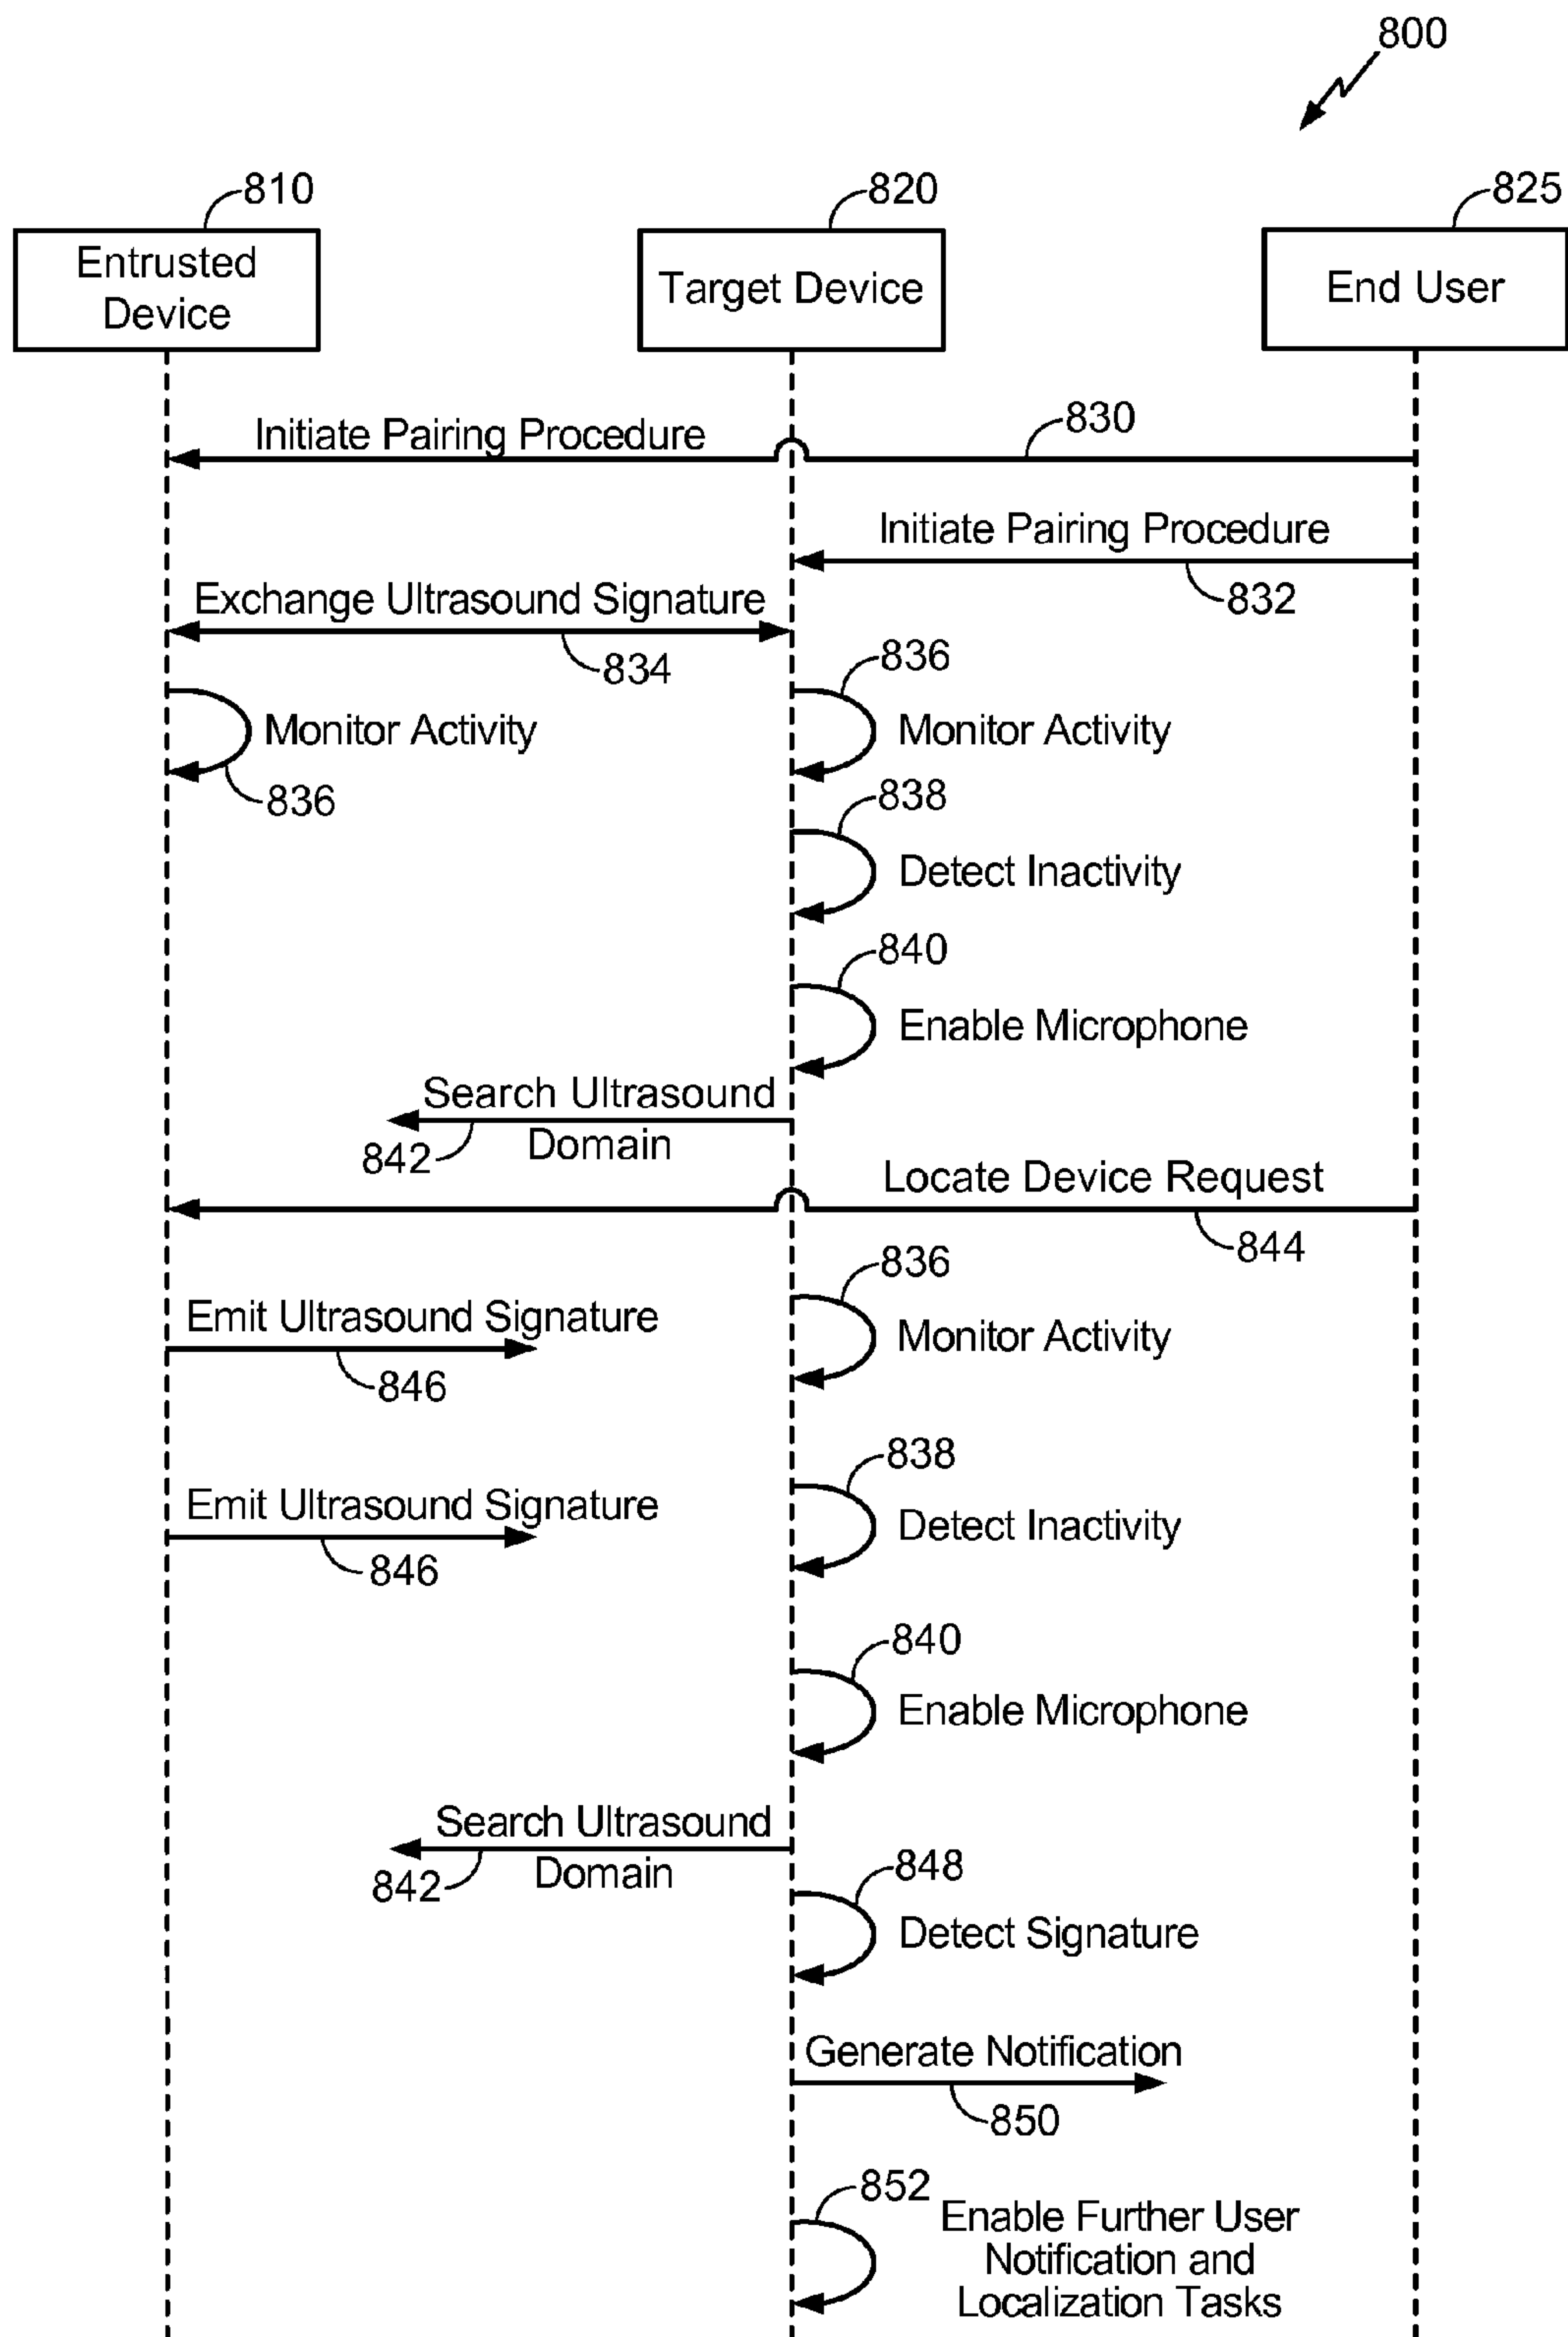 800
810
820
825
Entrusted
Device
Target Device
End User
Initiate Pairing Procedure
830
Initiate Pairing Procedure
832
Exchange Ultrasound Signature
834
836
Monitor Activity
Monitor Activity
836
838
Detect Inactivity
840
Enable Microphone
Search Ultrasound
Domain
842
Locate Device Request
844
836
Emit Ultrasound Signature
Monitor Activity
846
838
Emit Ultrasound Signature
Detect Inactivity
846
840
Enable Microphone
Search Ultrasound
Domain
842
848
Detect Signature
Generate Notification
850
852
Enable Further User
Notification and
Localization Tasks